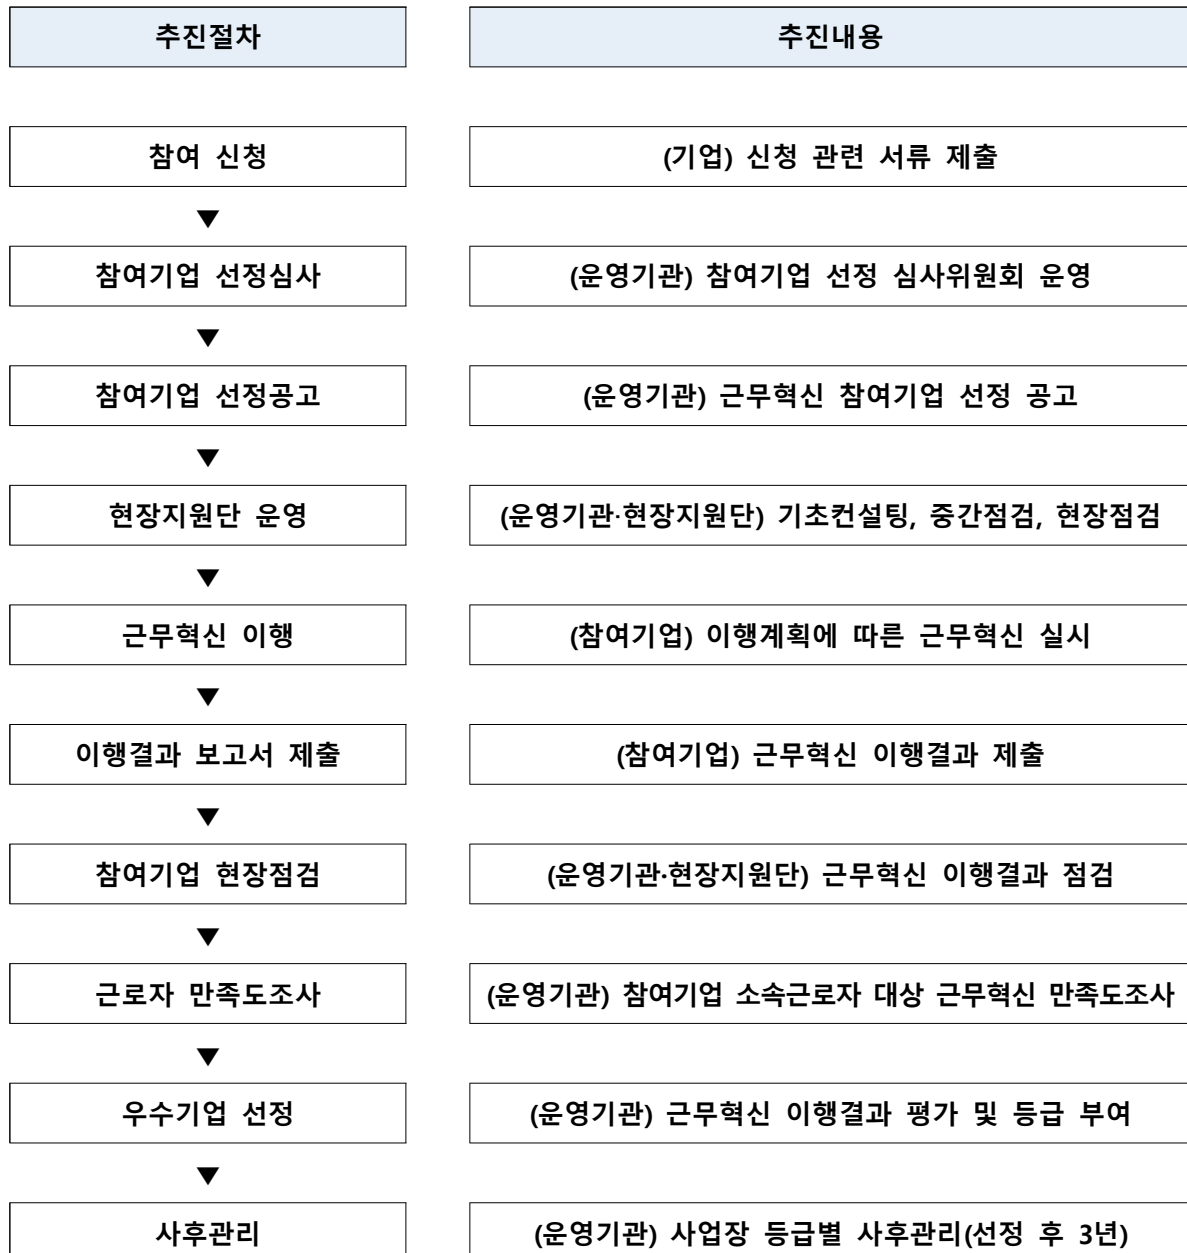 추진절차 추진내용
참여 신청 (기업) 신청 관련 서류 제출
▼
참여기업 선정심사 (운영기관) 참여기업 선정 심사위원회 운영
▼
참여기업 선정공고 (운영기관) 근무혁신 참여기업 선정 공고
▼
현장지원단 운영 (운영기관·현장지원단) 기초컨설팅, 중간점검, 현장점검
▼
근무혁신 이행 (참여기업) 이행계획에 따른 근무혁신 실시
▼
이행결과 보고서 제출 (참여기업) 근무혁신 이행결과 제출
▼
참여기업 현장점검 (운영기관·현장지원단) 근무혁신 이행결과 점검
▼
근로자 만족도조사 (운영기관) 참여기업 소속근로자 대상 근무혁신 만족도조사
▼
우수기업 선정 (운영기관) 근무혁신 이행결과 평가 및 등급 부여
▼
사후관리 (운영기관) 사업장 등급별 사후관리(선정 후 3년)